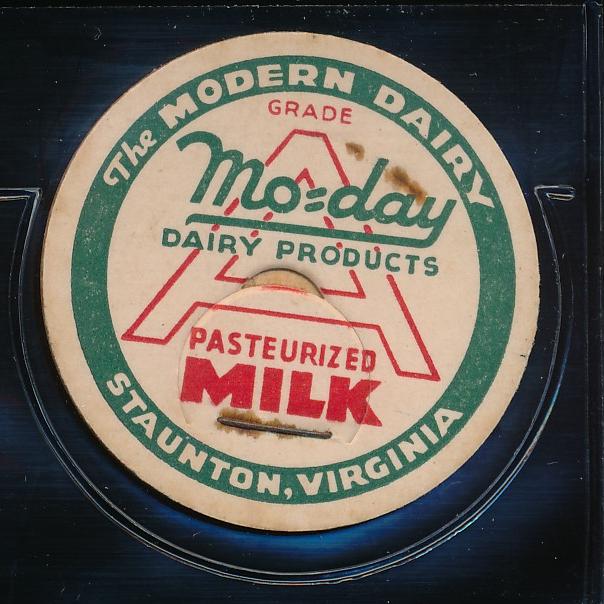 The MODERN DAIRY
GRADE
A
Mo=day
DAIRY PRODUCTS
PASTEURIZED
MILK
STAUNTON, VIRGINIA